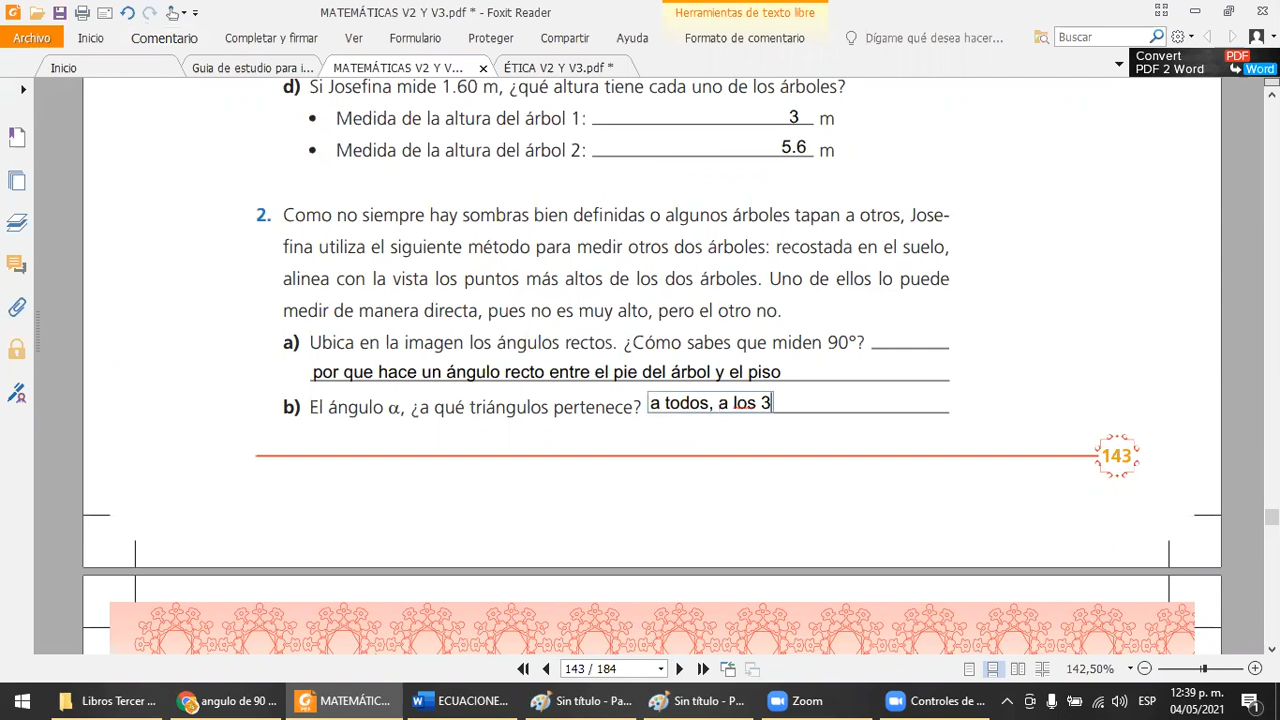 MATEMÁTICAS V2 Y V3.pdf * - Foxit Reader
Herramientas de texto libre
Archivo Inicio Comentario Completar y firmar Ver Formulario Proteger Compartir Ayuda Formato de comentario Dígame qué desea hacer... Buscar
Inicio Guia de estudio para i... MATEMÁTICAS V2 Y V... ÉTICA V2 Y V3.pdf *
Convert PDF
PDF 2 Word Word
d) Si Josefina mide 1.60 m, ¿qué altura tiene cada uno de los árboles?
• Medida de la altura del árbol 1: 3 m
• Medida de la altura del árbol 2: 5.6 m
2. Como no siempre hay sombras bien definidas o algunos árboles tapan a otros, Jose-
fina utiliza el siguiente método para medir otros dos árboles: recostada en el suelo,
alinea con la vista los puntos más altos de los dos árboles. Uno de ellos lo puede
medir de manera directa, pues no es muy alto, pero el otro no.
a) Ubica en la imagen los ángulos rectos. ¿Cómo sabes que miden 90°?
por que hace un ángulo recto entre el pie del árbol y el piso
b) El ángulo α, ¿a qué triángulos pertenece? a todos, a los 3
143
143 / 184
142,50%
Libros Tercer ... angulo de 90 ... MATEMÁTIC... ECUACIONE... Sin título - Pa... Sin título - P... Zoom Controles de ... ESP 12:39 p. m.
04/05/2021
1